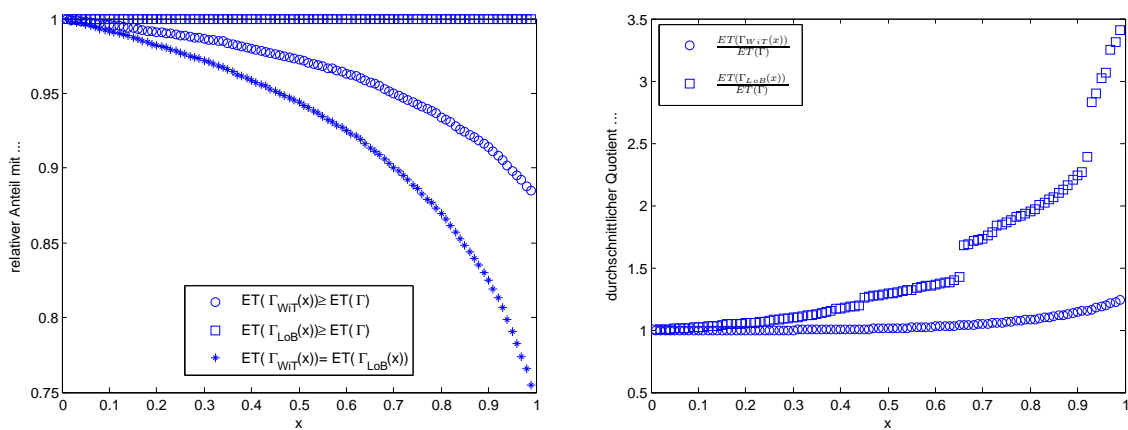 1
0.95
0.9
0.85
0.8
0.75
0 0.1 0.2 0.3 0.4 0.5 0.6 0.7 0.8 0.9 1
x
relativer Anteil mit ...
ET( Γ_WiT(x))≥ ET( Γ)
ET( Γ_LoB(x))≥ ET( Γ)
ET( Γ_WiT(x))= ET( Γ_LoB(x))
3.5
3
2.5
2
1.5
1
0.5
0 0.1 0.2 0.3 0.4 0.5 0.6 0.7 0.8 0.9 1
x
durchschnittlicher Quotient ...
ET(Γ_WiT(x))
ET(Γ)
ET(Γ_LoB(x))
ET(Γ)